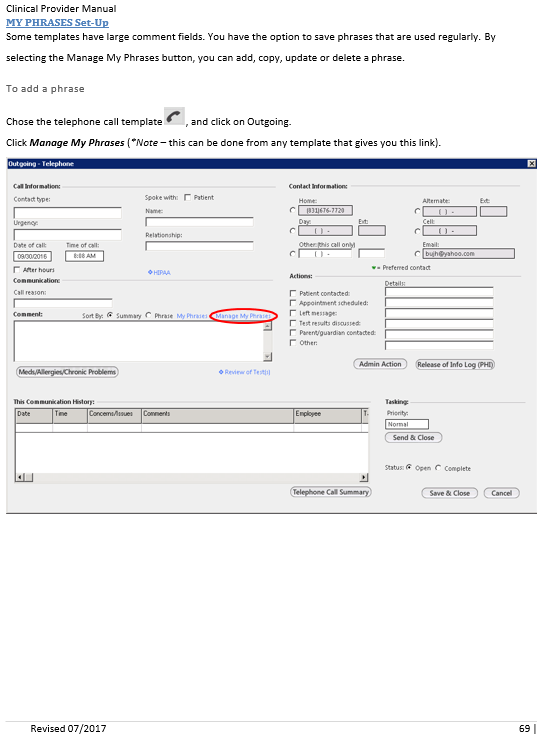 Clinical Provider Manual
MY PHRASES Set-Up
Some templates have large comment fields. You have the option to save phrases that are used regularly. By
selecting the Manage My Phrases button, you can add, copy, update or delete a phrase.
To add a phrase
Chose the telephone call template , and click on Outgoing.
Click Manage My Phrases (*Note – this can be done from any template that gives you this link).
Outgoing - Telephone
Call Information:
Contact type:
Spoke with: Patient
Name:
Urgency:
Relationship:
Date of call: Time of call:
09/30/2016 8:08 AM
After hours
HIPAA
Communication:
Call reason:
Comment: Sort By: Summary Phrase My Phrases Manage My Phrases
Meds/Allergies/Chronic Problems
Review of Test(s)
Contact Information:
Home: Alternate: Ext:
(831)676-7720 ( ) -
Day: Ext: Cell:
( ) - ( ) -
Other:(this call only) Email:
( ) - bujh@yahoo.com
= Preferred contact
Actions:
Details:
Patient contacted:
Appointment scheduled:
Left message:
Test results discussed:
Parent/guardian contacted:
Other:
Admin Action Release of Info Log (PHI)
This Communication History:
Date Time Concerns/Issues Comments Employee T
Telephone Call Summary
Tasking:
Priority:
Normal
Send & Close
Status: Open Complete
Save & Close Cancel
Revised 07/2017 69 |